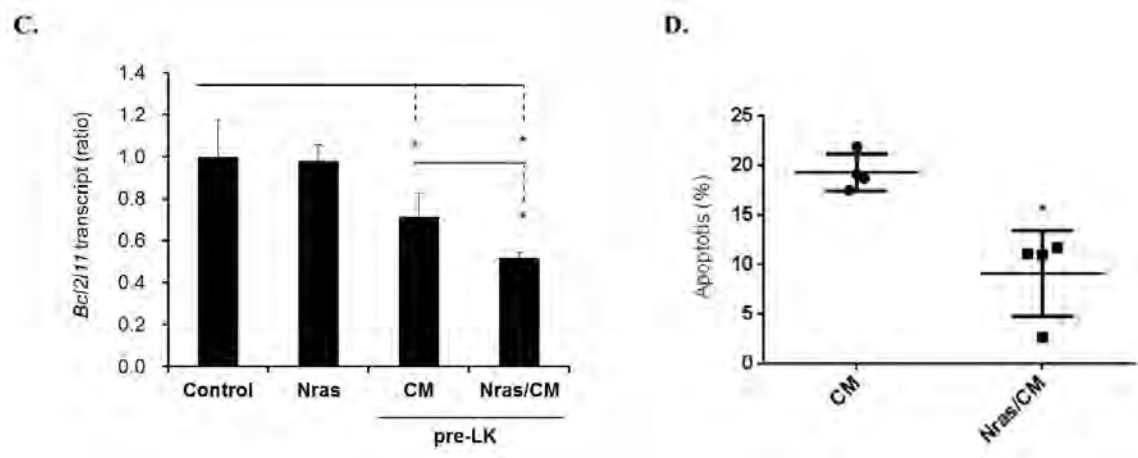 C.
Bcl2l11 transcript (ratio)
1.4
1.2
1.0
0.8
0.6
0.4
0.2
0.0
*
*
*
Control Nras CM Nras/CM
pre-LK
D.
Apoptotis (%)
25
20
15
10
5
0
*
CM
Nras/CM